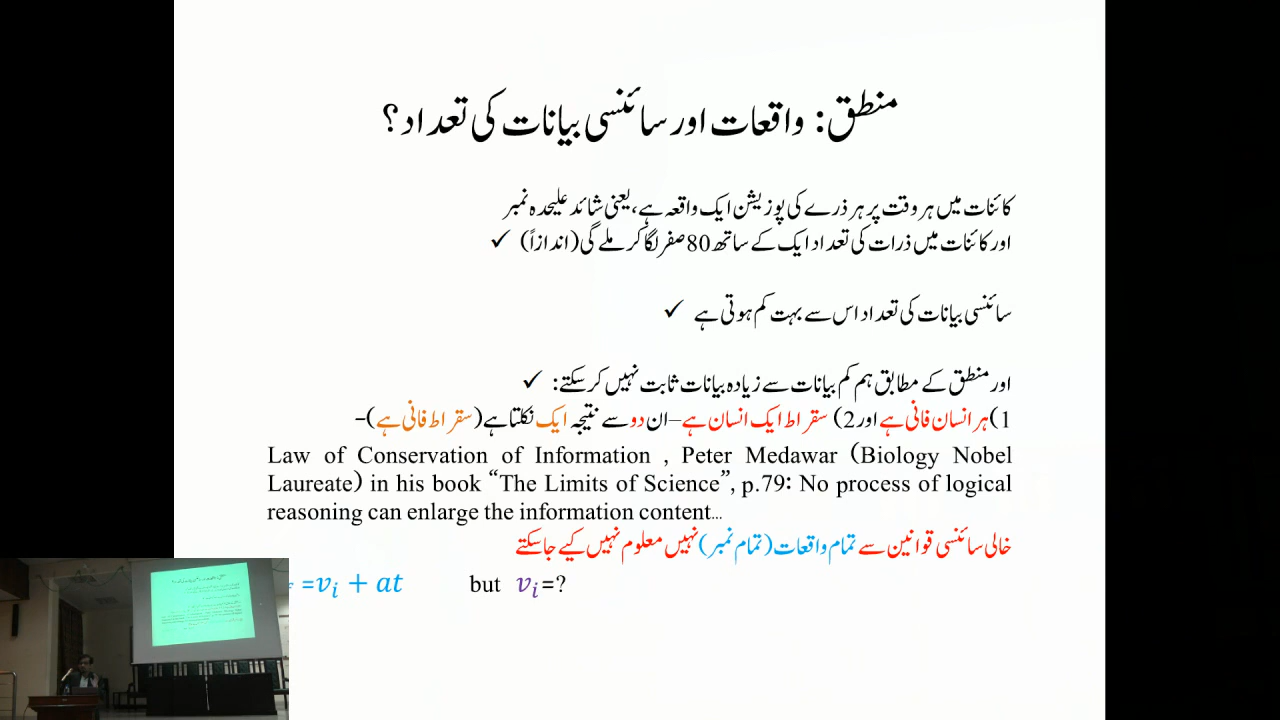 منطق: واقعات اور سائنسی بیانات کی تعداد؟
کائنات میں ہر وقت پر ہر ذرے کی پوزیشن ایک واقعہ ہے، یعنی شائد علیحدہ نمبر
اور کائنات میں ذرات کی تعداد ایک کے ساتھ 80 صفر لگا کر ملے گی (اندازاً) ✓
سائنسی بیانات کی تعداد اس سے بہت کم ہوتی ہے ✓
اور منطق کے مطابق ہم کم بیانات سے زیادہ بیانات ثابت نہیں کر سکتے: ✓
1) ہر انسان فانی ہے اور 2) سقراط ایک انسان ہے – ان دو سے نتیجہ ایک نکلتا ہے (سقراط فانی ہے) -
Law of Conservation of Information , Peter Medawar (Biology Nobel
Laureate) in his book “The Limits of Science”, p.79: No process of logical
reasoning can enlarge the information content...
خالی سائنسی قوانین سے تمام واقعات (تمام نمبر) نہیں معلوم نہیں کیے جا سکتے
=vᵢ + at but vᵢ=?